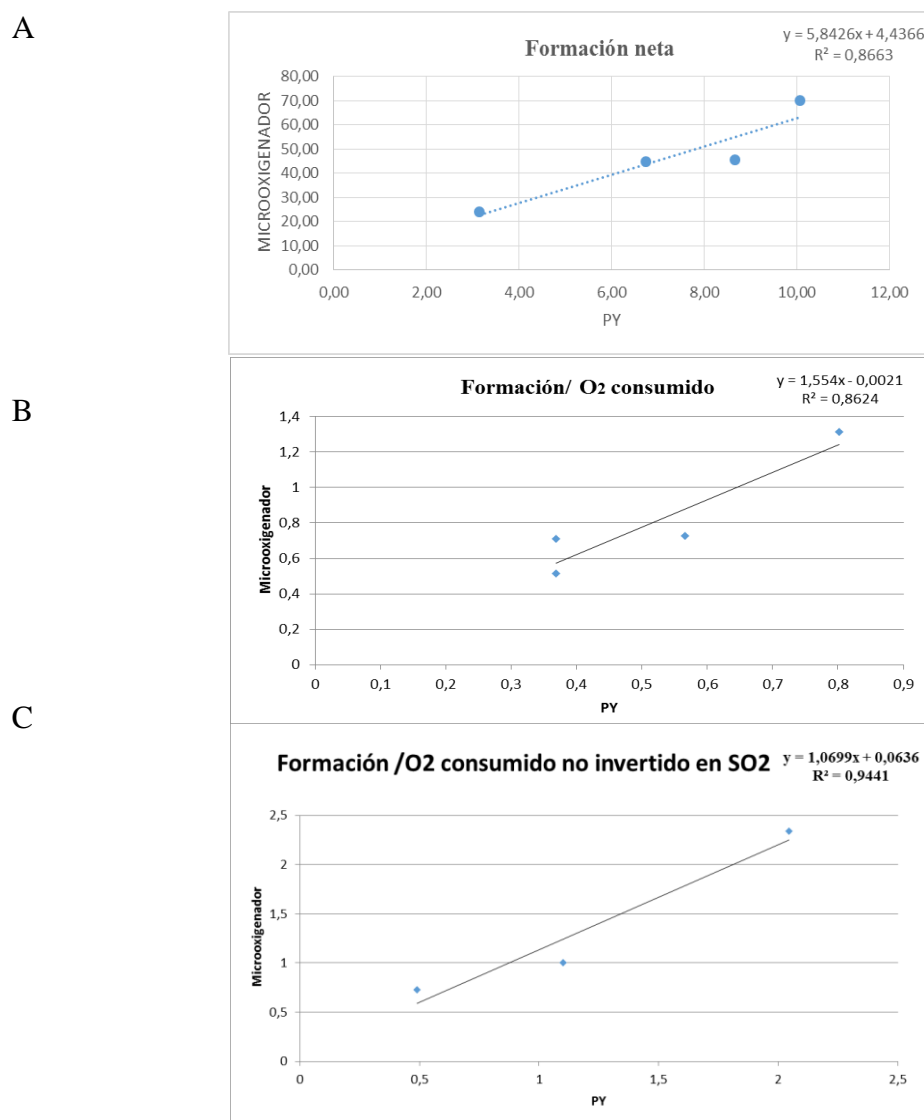 A
Formación neta
y = 5,8426x + 4,4366
R² = 0,8663
MICROOXIGENADOR
80,00
70,00
60,00
50,00
40,00
30,00
20,00
10,00
0,00
0,00 2,00 4,00 6,00 8,00 10,00 12,00
PY
B
Formación/ O2 consumido
y = 1,554x - 0,0021
R² = 0,8624
Microoxigenador
1,4
1,2
1
0,8
0,6
0,4
0,2
0
0 0,1 0,2 0,3 0,4 0,5 0,6 0,7 0,8 0,9
PY
C
Formación /O2 consumido no invertido en SO2
y = 1,0699x + 0,0636
R² = 0,9441
Microoxigenador
2,5
2
1,5
1
0,5
0
0 0,5 1 1,5 2 2,5
PY